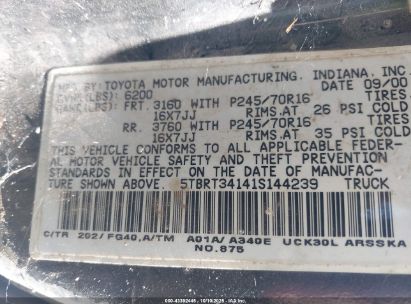 MFD. BY: TOYOTA MOTOR MANUFACTURING, INDIANA, INC.
GVWR(LBS): 6200 09/00
GAWR(LBS): FRT. 3160 WITH P245/70R16 TIRES,
16X7JJ RIMS,AT 26 PSI COLD
RR. 3760 WITH P245/70R16 TIRES
16X7JJ RIMS,AT 35 PSI COLD
THIS VEHICLE CONFORMS TO ALL APPLICABLE FEDER-
AL MOTOR VEHICLE SAFETY AND THEFT PREVENTION
STANDARDS IN EFFECT ON THE DATE OF MANUFAC-
TURE SHOWN ABOVE. 5TBRT34141S144239 TRUCK
C/TR 202/FG40,A/TM A01A/A340E UCK30L ARSSKA
NO.875